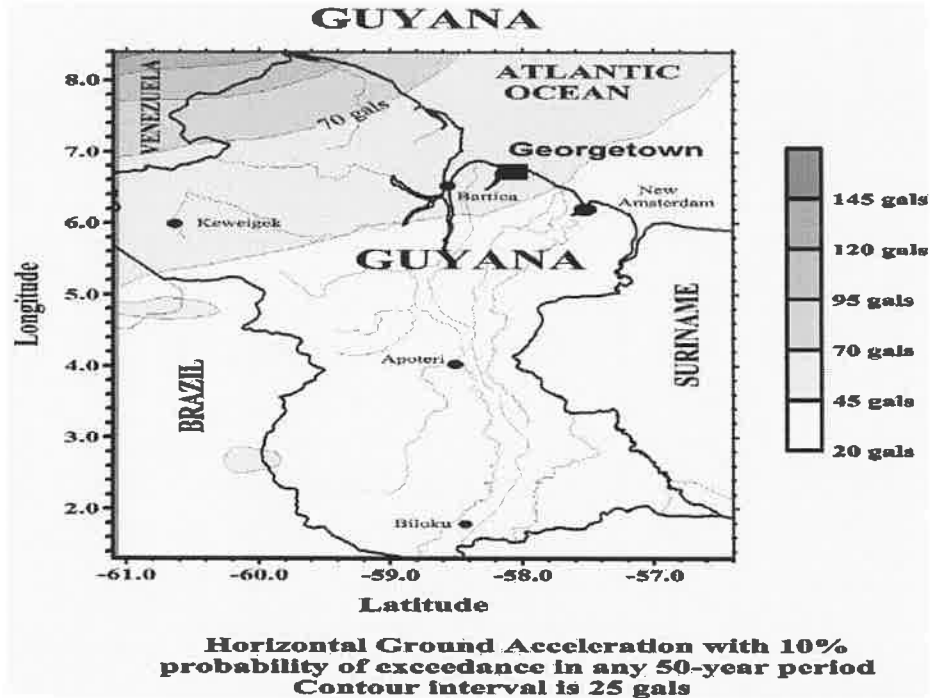 GUYANA
8.0
7.0
6.0
5.0
4.0
3.0
2.0
Longitude
VENEZUELA
ATLANTIC
OCEAN
70 gals
Georgetown
Bartica
New
Amsterdam
Keweigek
GUYANA
SURINAME
Apoteri
BRAZIL
Biloku
-61.0 -60.0 -59.0 -58.0 -57.0
Latitude
145 gals
120 gals
95 gals
70 gals
45 gals
20 gals
Horizontal Ground Acceleration with 10%
probability of exceedance in any 50-year period
Contour interval is 25 gals